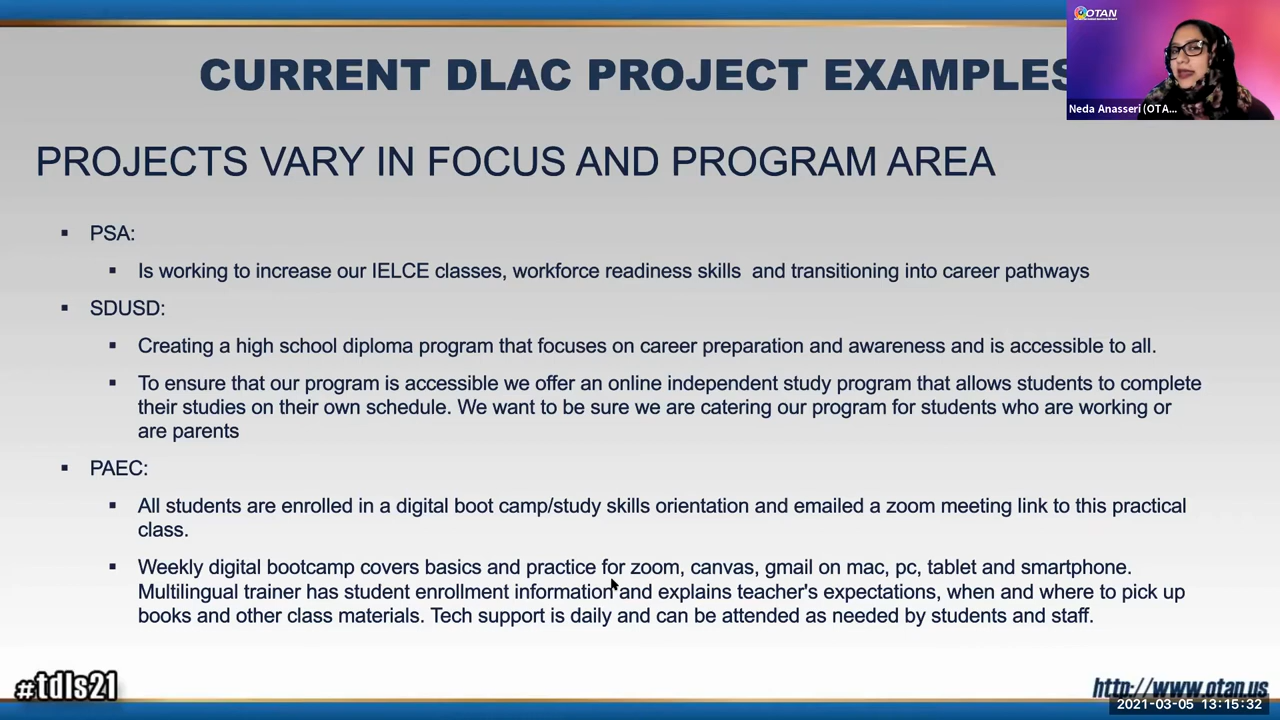 OTAN
CURRENT DLAC PROJECT EXAMPLES
Neda Anasseri (OTA...
PROJECTS VARY IN FOCUS AND PROGRAM AREA
▪ PSA:
▪ Is working to increase our IELCE classes, workforce readiness skills  and transitioning into career pathways
▪ SDUSD:
▪ Creating a high school diploma program that focuses on career preparation and awareness and is accessible to all.
▪ To ensure that our program is accessible we offer an online independent study program that allows students to complete
their studies on their own schedule. We want to be sure we are catering our program for students who are working or
are parents
▪ PAEC:
▪ All students are enrolled in a digital boot camp/study skills orientation and emailed a zoom meeting link to this practical
class.
▪ Weekly digital bootcamp covers basics and practice for zoom, canvas, gmail on mac, pc, tablet and smartphone.
Multilingual trainer has student enrollment information and explains teacher's expectations, when and where to pick up
books and other class materials. Tech support is daily and can be attended as needed by students and staff.
#tdls21
http://www.otan.us
2021-03-05 13:15:32